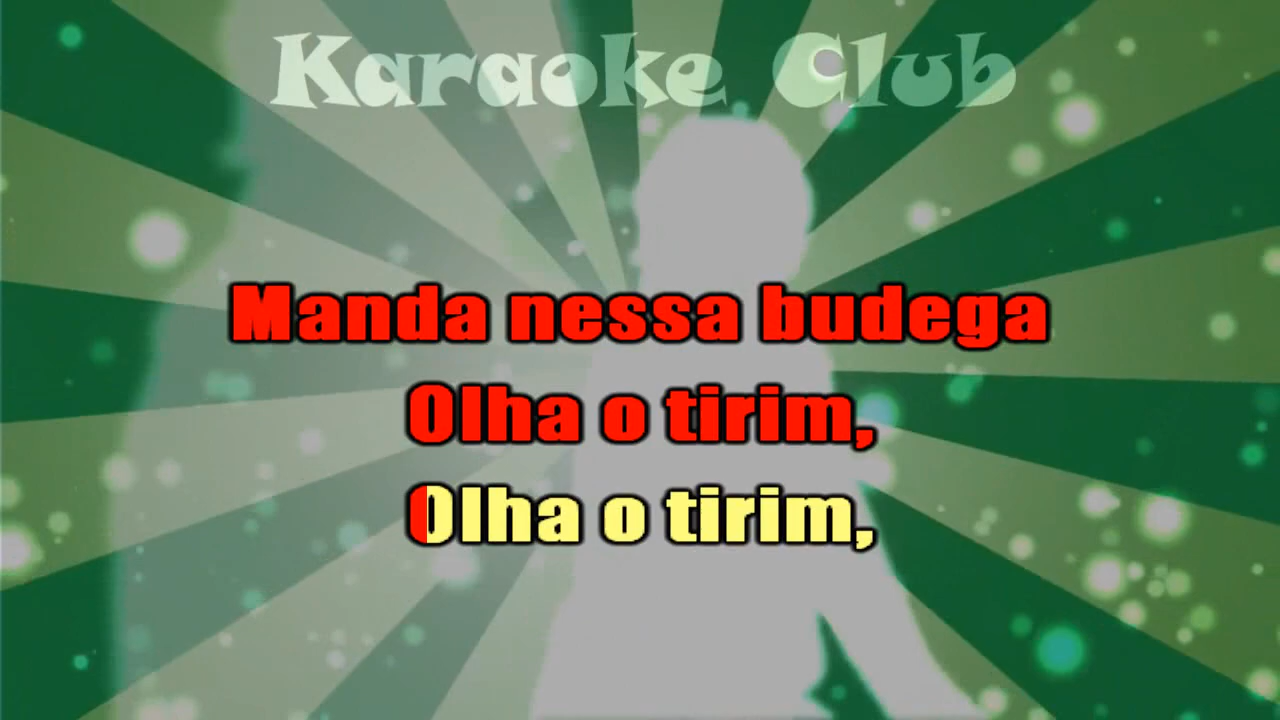 Karaoke Club
Manda nessa budega
Olha o tirim,
Olha o tirim,